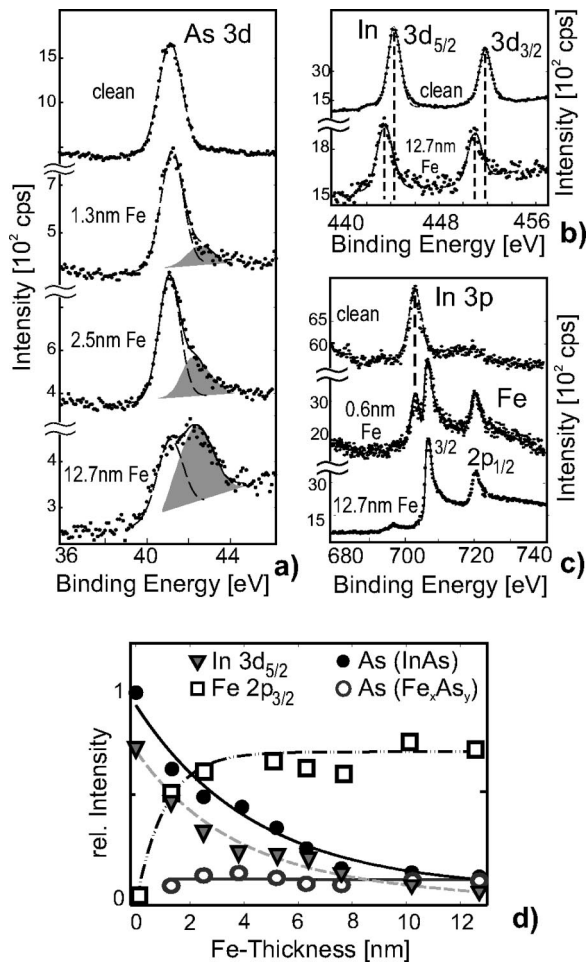 a)
As 3d
Intensity [10² cps]
15
10
clean
7
5
1.3nm Fe
6
4
2.5nm Fe
4
3
12.7nm Fe
36 40 44
Binding Energy [eV]
b)
In 3d5/2 3d3/2
clean
12.7nm Fe
30
15
18
15
440 448 456
Binding Energy [eV]
Intensity [10² cps]
c)
In 3p
clean
65
60
0.6nm Fe
Fe
30
20
3/2
2p1/2
12.7nm Fe
30
15
680 700 720 740
Binding Energy [eV]
Intensity [10² cps]
d)
In 3d5/2 As (InAs)
Fe 2p3/2 As (FexAsy)
rel. Intensity
1
0
0 2 4 6 8 10 12
Fe-Thickness [nm]